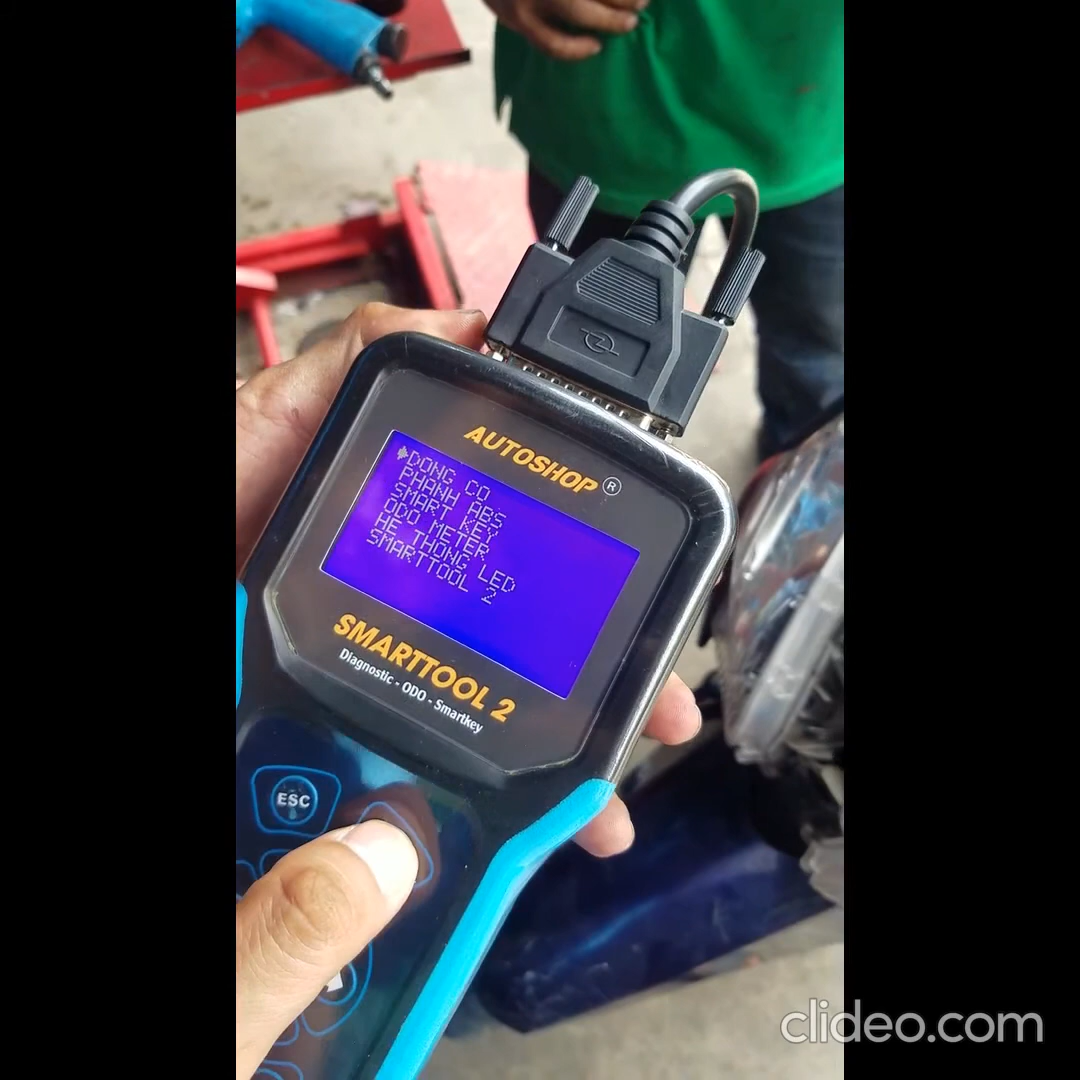 AUTOSHOP ®
DONG CO
PHANH ABS
SMART KEY
ODO METER
HE THONG LED
SMARTTOOL 2
SMARTTOOL 2
Diagnostic - ODO - Smartkey
ESC
clideo.com